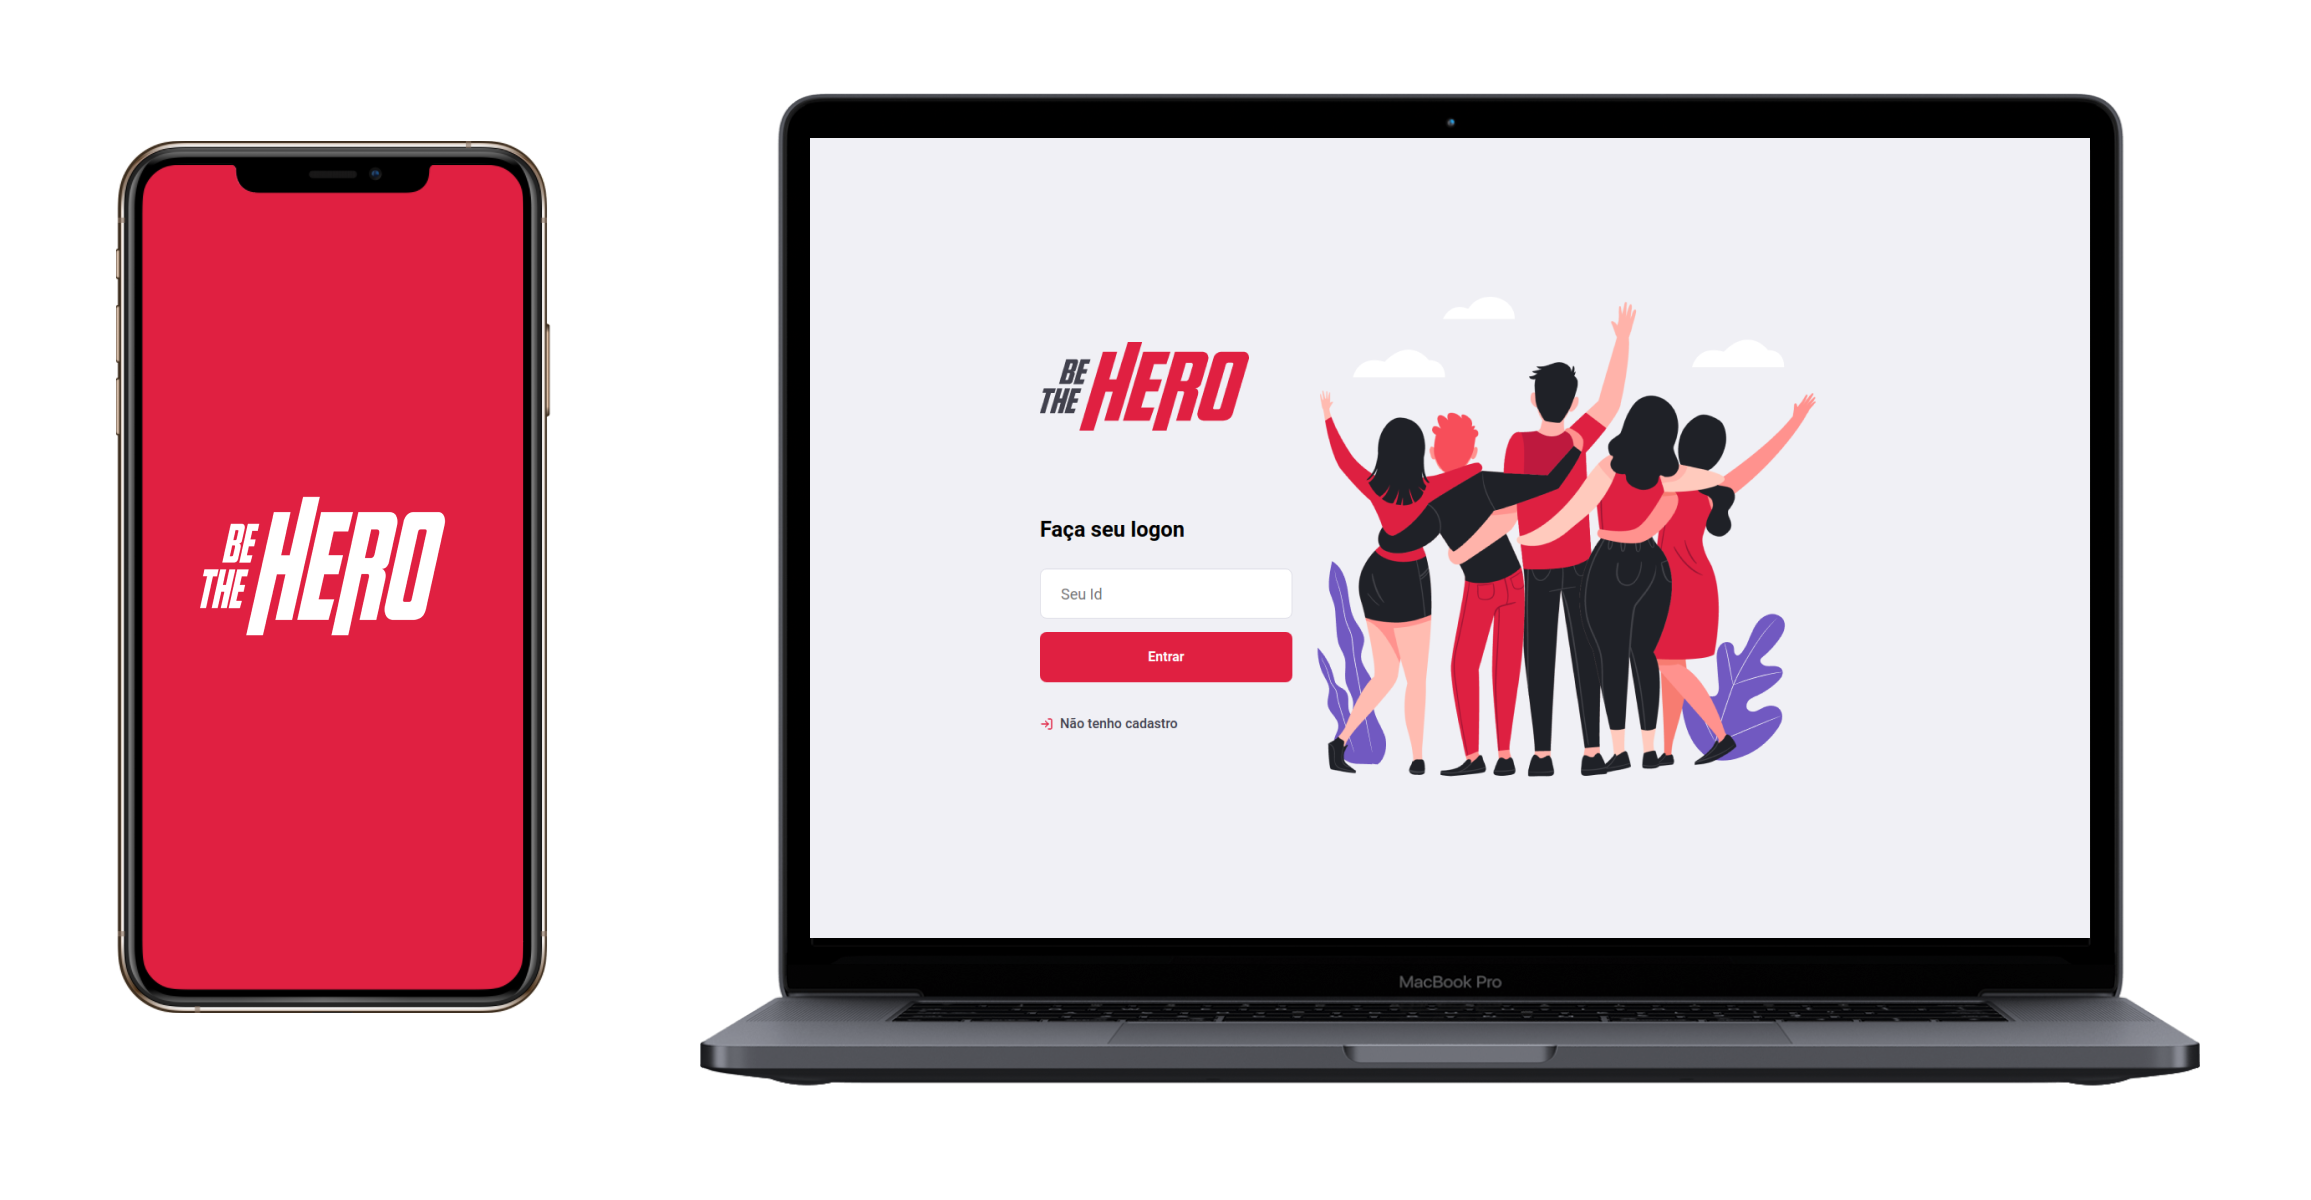 BE
THE HERO
BE
THE HERO
Faça seu logon
Seu Id
Entrar
Não tenho cadastro
MacBook Pro